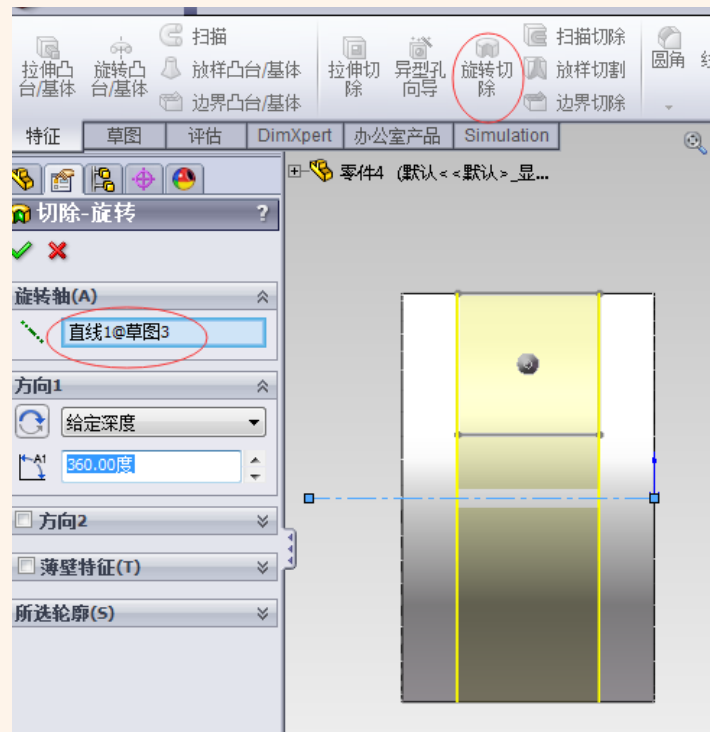 扫描
扫描切除
拉伸凸台/基体
旋转凸台/基体
放样凸台/基体
拉伸切除
异型孔向导
旋转切除
放样切割
圆角
边界凸台/基体
边界切除
特征
草图
评估
DimXpert
办公室产品
Simulation
零件4 (默认<<默认>_显...
切除-旋转
?
旋转轴(A)
直线1@草图3
方向1
给定深度
A1
360.00度
方向2
薄壁特征(T)
所选轮廓(S)